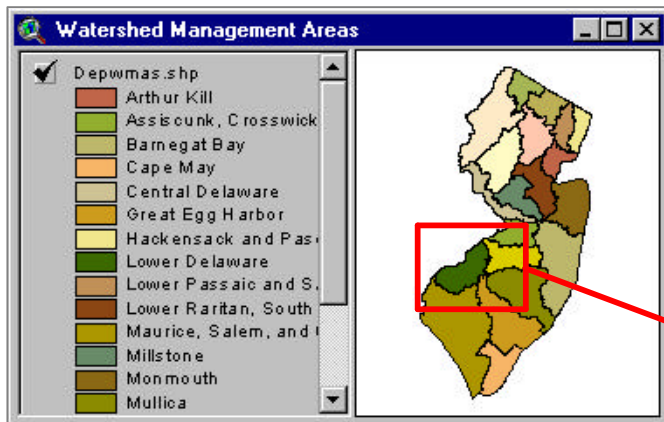 Watershed Management Areas
Depwmas.shp
Arthur Kill
Assiscunk, Crosswick
Barnegat Bay
Cape May
Central Delaware
Great Egg Harbor
Hackensack and Pas
Lower Delaware
Lower Passaic and S
Lower Raritan, South
Maurice, Salem, and
Millstone
Monmouth
Mullica